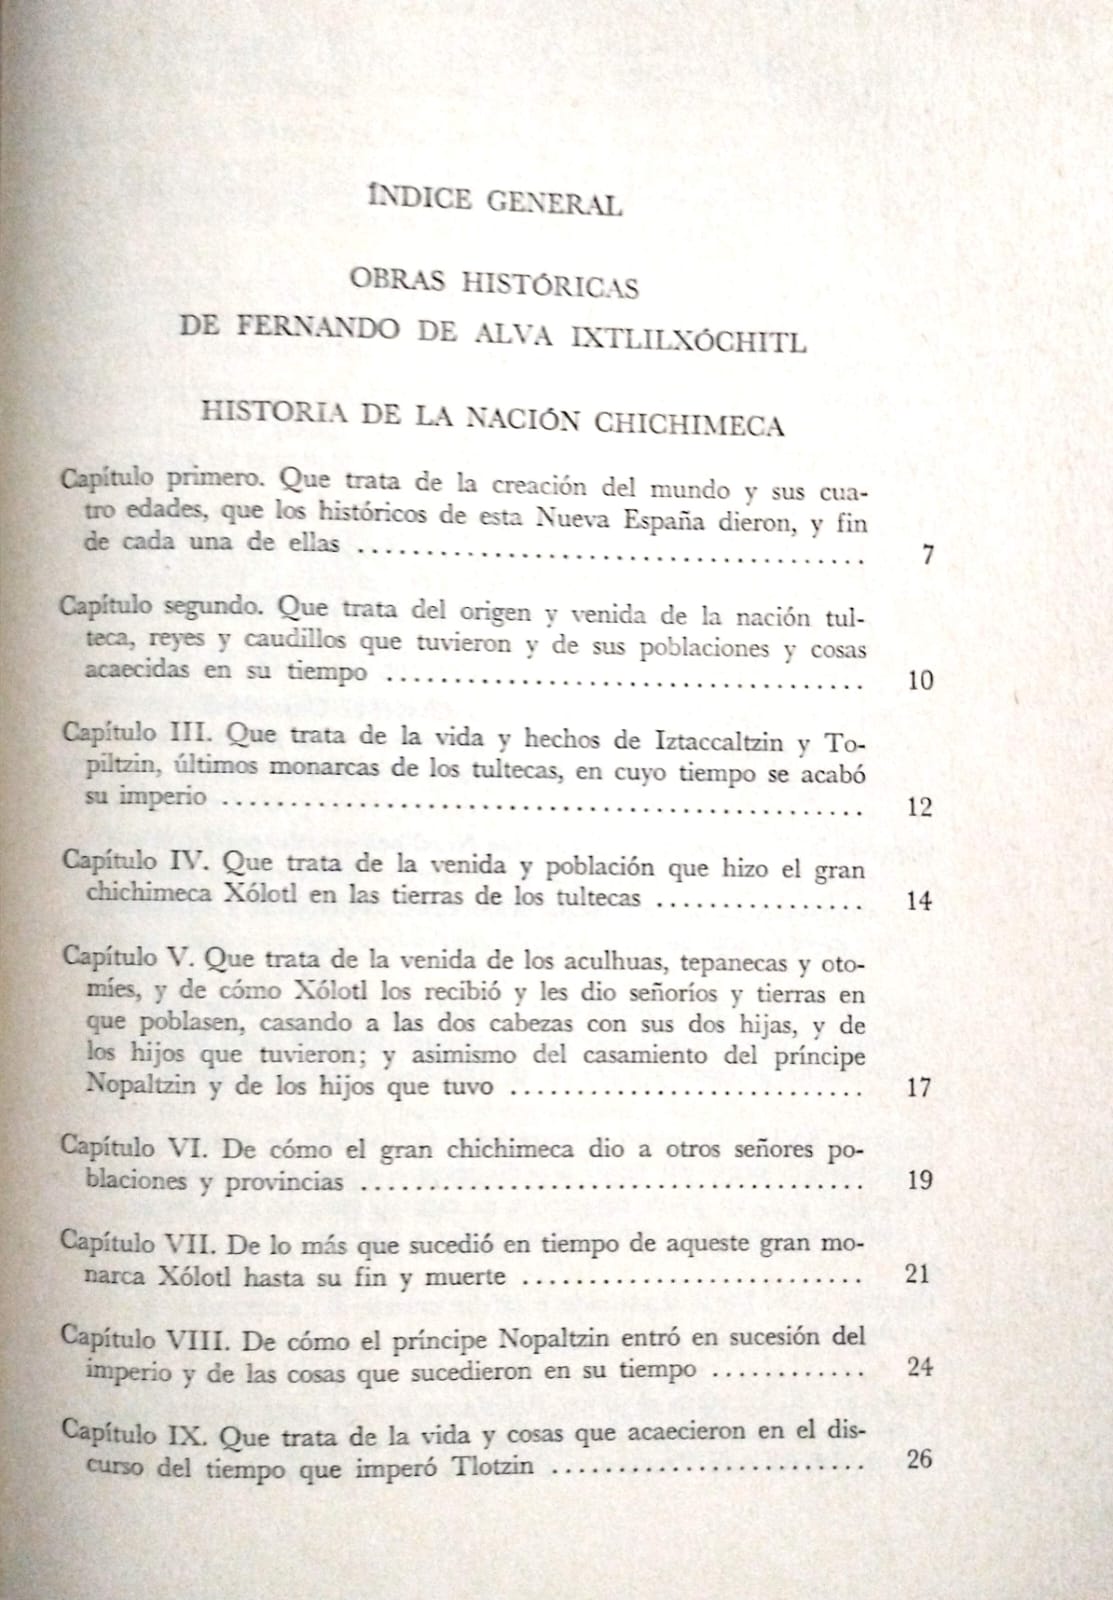 ÍNDICE GENERAL
OBRAS HISTÓRICAS
DE FERNANDO DE ALVA IXTLILXÓCHITL
HISTORIA DE LA NACIÓN CHICHIMECA
Capítulo primero. Que trata de la creación del mundo y sus cua-
tro edades, que los históricos de esta Nueva España dieron, y fin
de cada una de ellas ...................................... 7
Capítulo segundo. Que trata del origen y venida de la nación tul-
teca, reyes y caudillos que tuvieron y de sus poblaciones y cosas
acaecidas en su tiempo .................................... 10
Capítulo III. Que trata de la vida y hechos de Iztaccaltzin y To-
piltzin, últimos monarcas de los tultecas, en cuyo tiempo se acabó
su imperio ................................................ 12
Capítulo IV. Que trata de la venida y población que hizo el gran
chichimeca Xólotl en las tierras de los tultecas ................ 14
Capítulo V. Que trata de la venida de los aculhuas, tepanecas y oto-
míes, y de cómo Xólotl los recibió y les dio señoríos y tierras en
que poblasen, casando a las dos cabezas con sus dos hijas, y de
los hijos que tuvieron; y asimismo del casamiento del príncipe
Nopaltzin y de los hijos que tuvo .......................... 17
Capítulo VI. De cómo el gran chichimeca dio a otros señores po-
blaciones y provincias ...................................... 19
Capítulo VII. De lo más que sucedió en tiempo de aqueste gran mo-
narca Xólotl hasta su fin y muerte .......................... 21
Capítulo VIII. De cómo el príncipe Nopaltzin entró en sucesión del
imperio y de las cosas que sucedieron en su tiempo ............ 24
Capítulo IX. Que trata de la vida y cosas que acaecieron en el dis-
curso del tiempo que imperó Tlotzin ........................ 26